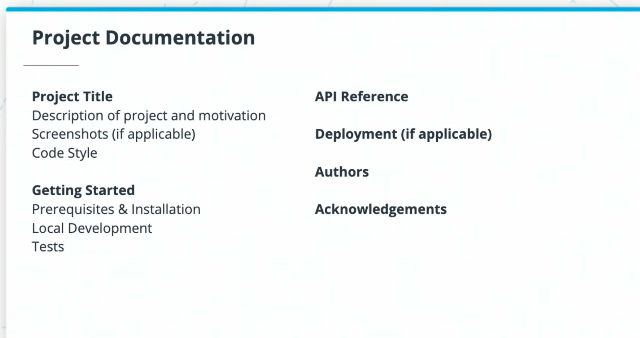 Project Documentation
Project Title
Description of project and motivation
Screenshots (if applicable)
Code Style
Getting Started
Prerequisites & Installation
Local Development
Tests
API Reference
Deployment (if applicable)
Authors
Acknowledgements